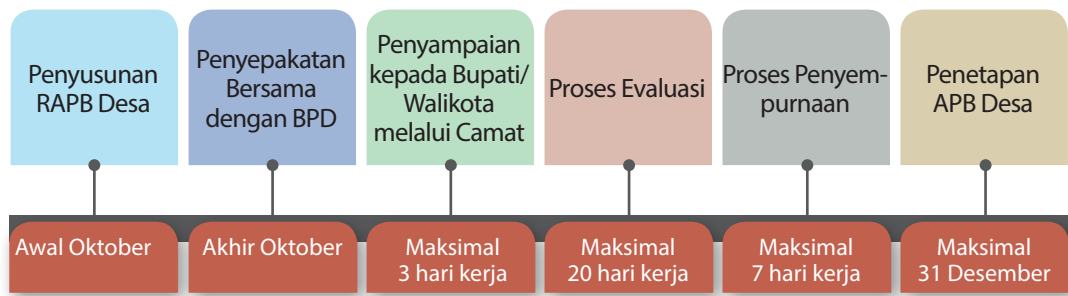 Penyusunan
RAPB Desa
Penyepakatan
Bersama
dengan BPD
Penyampaian
kepada Bupati/
Walikota
melalui Camat
Proses Evaluasi
Proses Penyem-
purnaan
Penetapan
APB Desa
Awal Oktober
Akhir Oktober
Maksimal
3 hari kerja
Maksimal
20 hari kerja
Maksimal
7 hari kerja
Maksimal
31 Desember